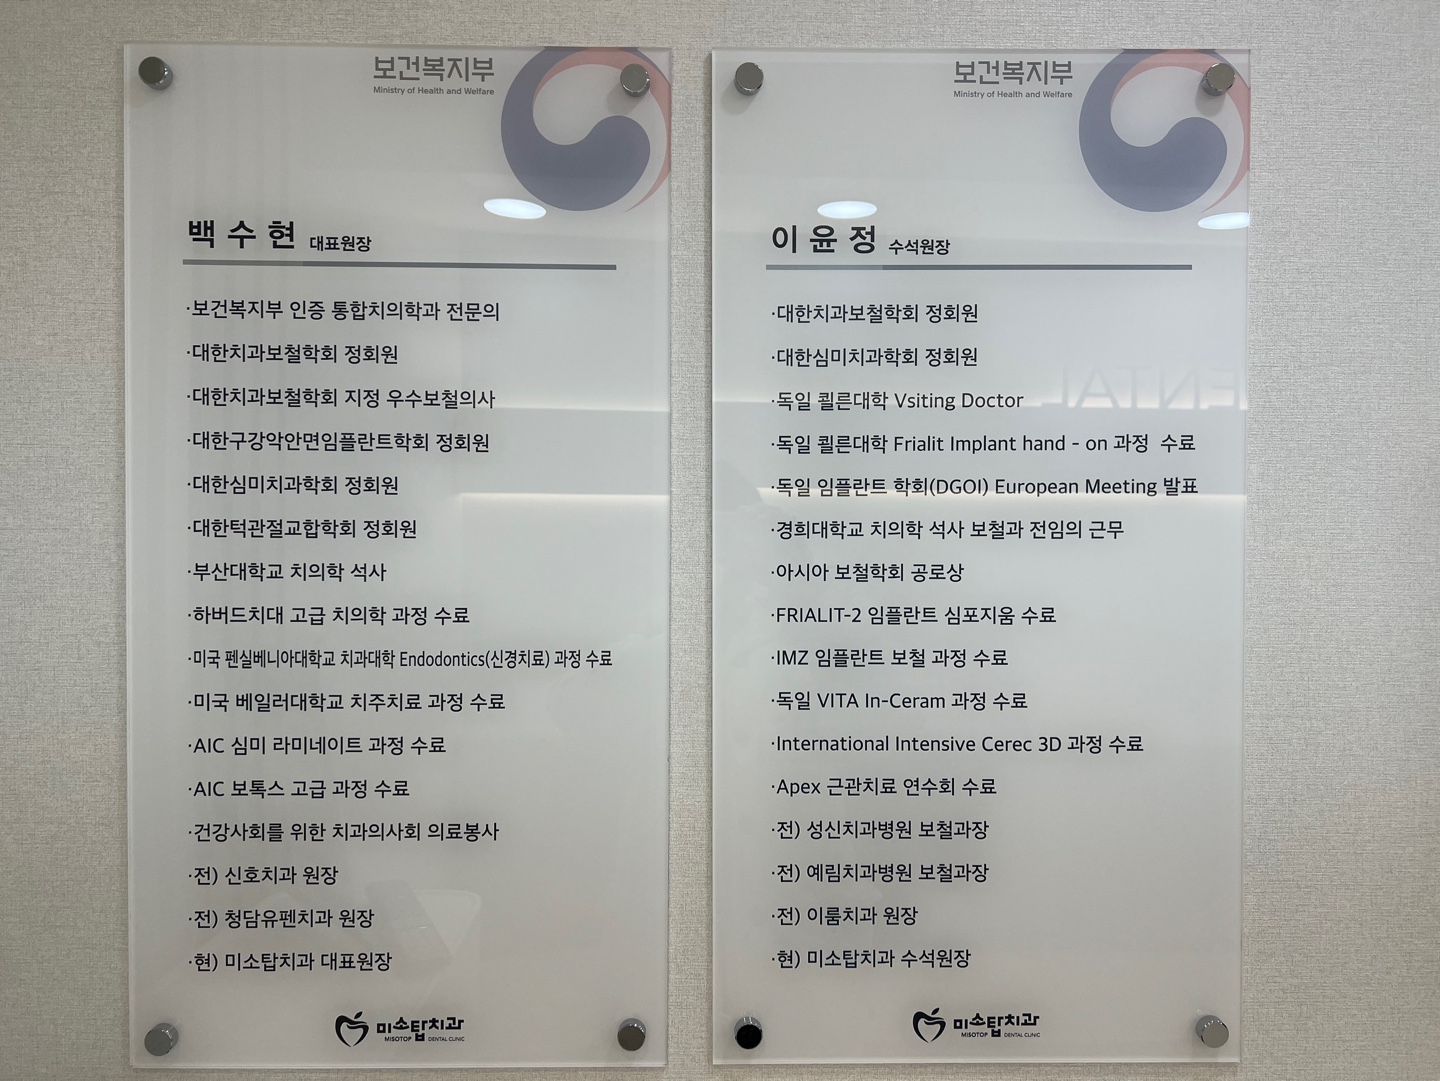 보건복지부
Ministry of Health and Welfare
백수현 대표원장
·보건복지부 인증 통합치의학과 전문의
·대한치과보철학회 정회원
·대한치과보철학회 지정 우수보철의사
·대한구강악안면임플란트학회 정회원
·대한심미치과학회 정회원
·대한턱관절교합학회 정회원
·부산대학교 치의학 석사
·하버드치대 고급 치의학 과정 수료
·미국 펜실베니아대학교 치과대학 Endodontics(신경치료) 과정 수료
·미국 베일러대학교 치주치료 과정 수료
·AIC 심미 라미네이트 과정 수료
·AIC 보톡스 고급 과정 수료
·건강사회를 위한 치과의사회 의료봉사
·전) 신호치과 원장
·전) 청담유펜치과 원장
·현) 미소탑치과 대표원장
미소탑치과
MISOTOP DENTAL CLINIC
보건복지부
Ministry of Health and Welfare
이윤정 수석원장
·대한치과보철학회 정회원
·대한심미치과학회 정회원
·독일 쾰른대학 Vsiting Doctor
·독일 쾰른대학 Frialit Implant hand - on 과정 수료
·독일 임플란트 학회(DGOI) European Meeting 발표
·경희대학교 치의학 석사 보철과 전임의 근무
·아시아 보철학회 공로상
·FRIALIT-2 임플란트 심포지움 수료
·IMZ 임플란트 보철 과정 수료
·독일 VITA In-Ceram 과정 수료
·International Intensive Cerec 3D 과정 수료
·Apex 근관치료 연수회 수료
·전) 성신치과병원 보철과장
·전) 예림치과병원 보철과장
·전) 이룸치과 원장
·현) 미소탑치과 수석원장
미소탑치과
MISOTOP DENTAL CLINIC